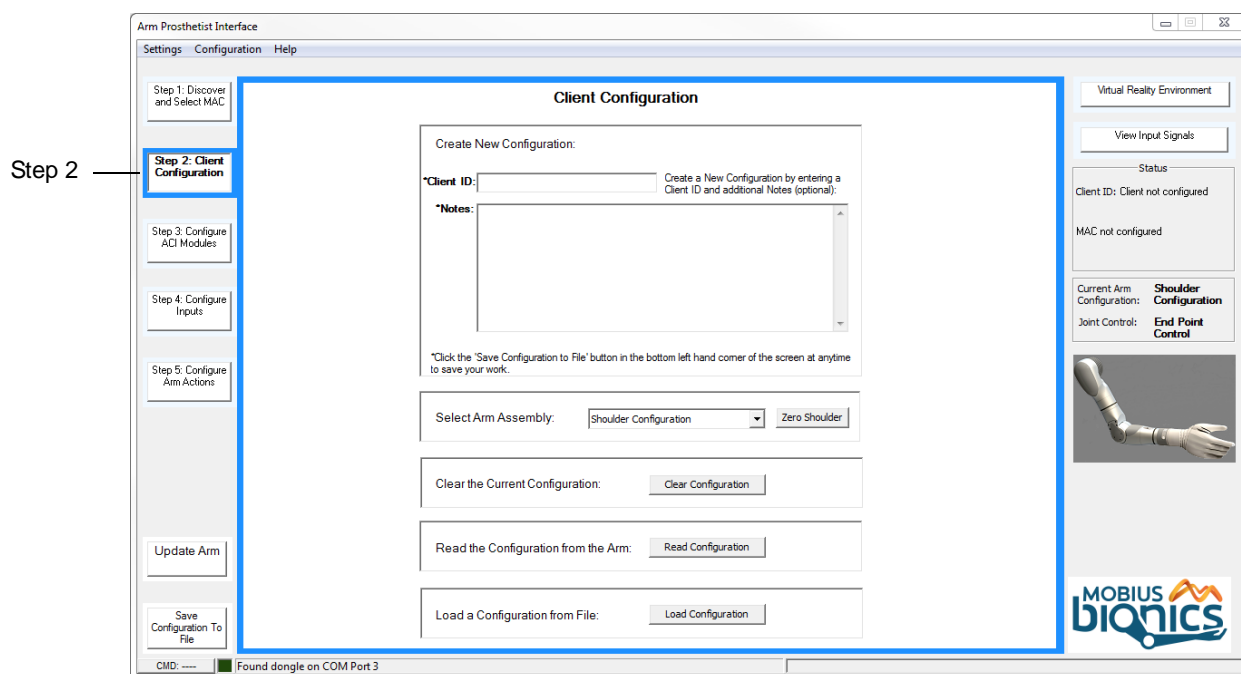 Arm Prosthetist Interface
Settings Configuration Help
Step 1: Discover
and Select MAC
Step 2
Step 2: Client
Configuration
Step 3: Configure
ACI Modules
Step 4: Configure
Inputs
Step 5: Configure
Arm Actions
Update Arm
Save
Configuration To
File
Client Configuration
Create New Configuration:
*Client ID:
Create a New Configuration by entering a
Client ID and additional Notes (optional):
*Notes:
*Click the 'Save Configuration to File' button in the bottom left hand corner of the screen at anytime
to save your work.
Select Arm Assembly:
Shoulder Configuration
Zero Shoulder
Clear the Current Configuration:
Clear Configuration
Read the Configuration from the Arm:
Read Configuration
Load a Configuration from File:
Load Configuration
Virtual Reality Environment
View Input Signals
Status
Client ID: Client not configured
MAC not configured
Current Arm
Configuration:
Shoulder
Configuration
Joint Control:
End Point
Control
MOBIUS
bionics
CMD: ----
Found dongle on COM Port 3